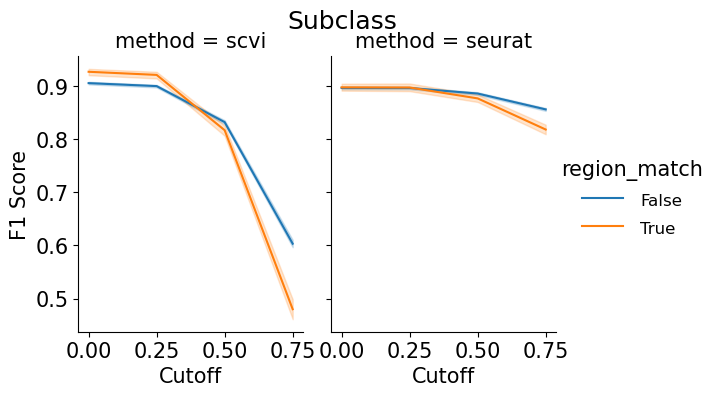 Subclass
method = scvi
method = seurat
F1 Score
0.9
0.8
0.7
0.6
0.5
0.00 0.25 0.50 0.75
0.00 0.25 0.50 0.75
Cutoff
Cutoff
region_match
False
True